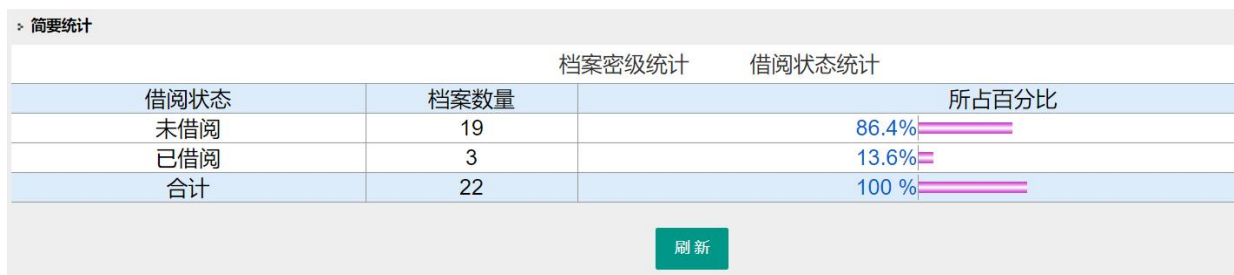 简要统计
档案密级统计 借阅状态统计
借阅状态 档案数量 所占百分比
未借阅 19 86.4%
已借阅 3 13.6%
合计 22 100 %
刷新